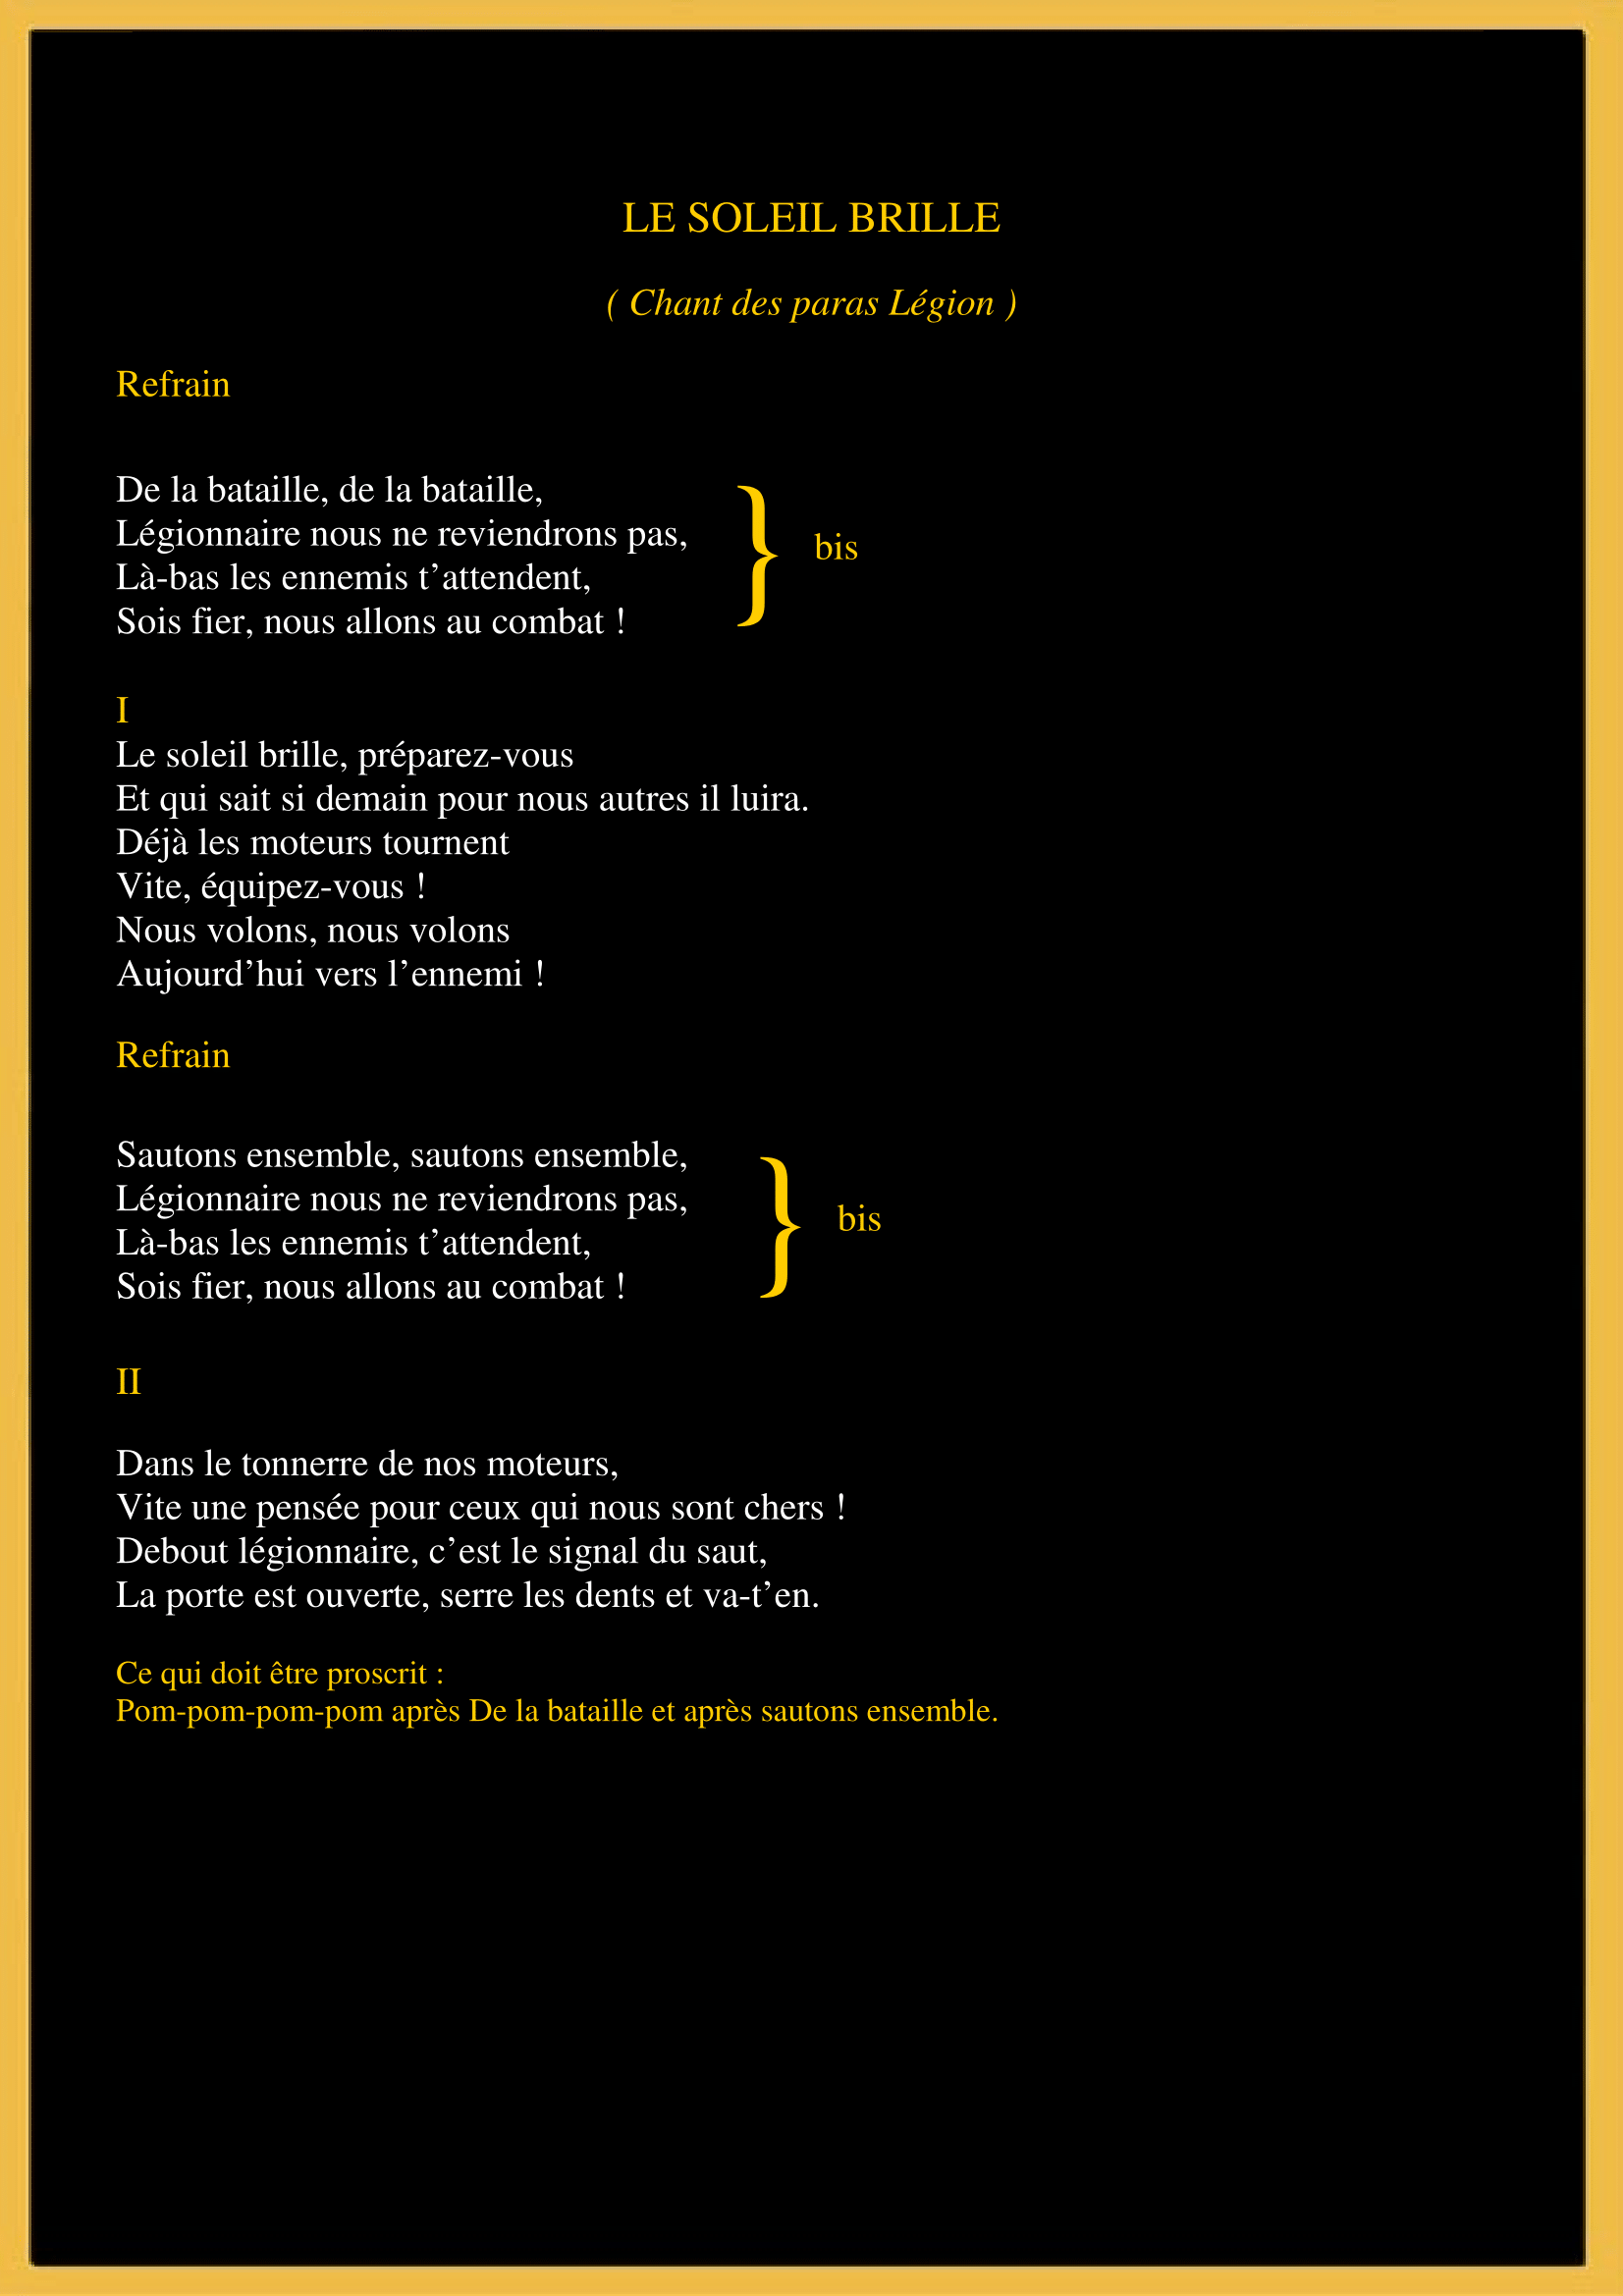 LE SOLEIL BRILLE
( Chant des paras Légion )
Refrain
De la bataille, de la bataille,
Légionnaire nous ne reviendrons pas,
Là-bas les ennemis t’attendent,
Sois fier, nous allons au combat !
} bis
I
Le soleil brille, préparez-vous
Et qui sait si demain pour nous autres il luira.
Déjà les moteurs tournent
Vite, équipez-vous !
Nous volons, nous volons
Aujourd’hui vers l’ennemi !
Refrain
Sautons ensemble, sautons ensemble,
Légionnaire nous ne reviendrons pas,
Là-bas les ennemis t’attendent,
Sois fier, nous allons au combat !
} bis
II
Dans le tonnerre de nos moteurs,
Vite une pensée pour ceux qui nous sont chers !
Debout légionnaire, c’est le signal du saut,
La porte est ouverte, serre les dents et va-t’en.
Ce qui doit être proscrit :
Pom-pom-pom-pom après De la bataille et après sautons ensemble.